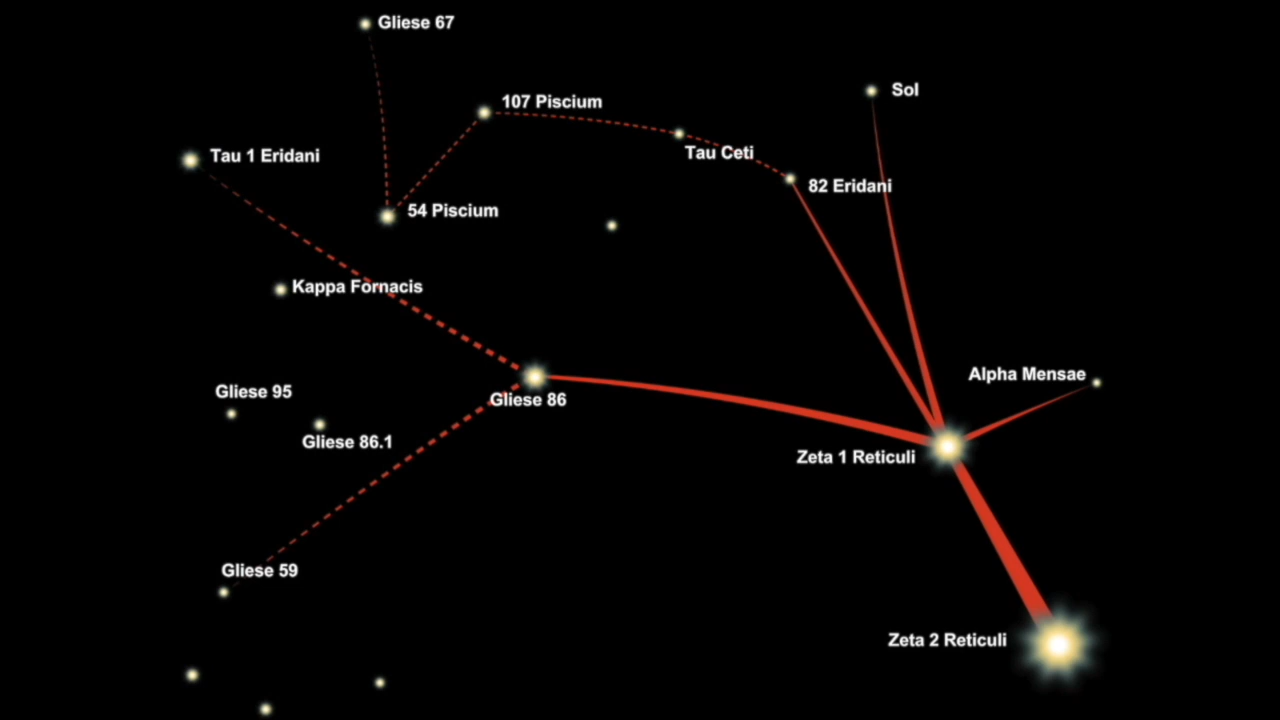 Gliese 67
Sol
107 Piscium
Tau Ceti
Tau 1 Eridani
82 Eridani
54 Piscium
Kappa Fornacis
Alpha Mensae
Gliese 95
Gliese 86
Gliese 86.1
Zeta 1 Reticuli
Gliese 59
Zeta 2 Reticuli